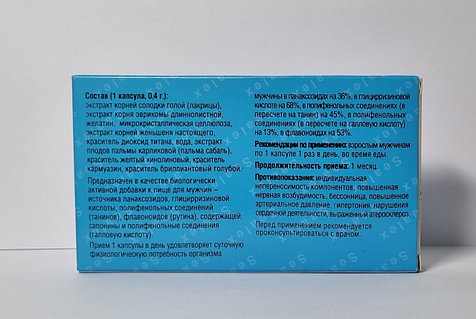 Состав (1 капсула, 0,4 г.):
экстракт корней солодки голой (лакрицы),
экстракт корня эврикомы длиннолистной,
желатин, микрокристаллическая целлюлоза,
экстракт корней женьшеня настоящего,
краситель диоксид титана, вода, экстракт
плодов пальмы карликовой (пальма сабаль),
краситель желтый хинолиновый, краситель
кармуазин, краситель бриллиантовый голубой.
Предназначен в качестве биологически
активной добавки к пище для мужчин –
источника панаксозидов, глицирризиновой
кислоты, полифенольных соединений
(танинов), флавоноидов (рутина), содержащей
сапонины и полифенольные соединения
(галловую кислоту).
Прием 1 капсулы в день удовлетворяет суточную
физиологическую потребность организма
мужчины в панаксозидах на 36%, в глицирризиновой
кислоте на 68%, в полифенольных соединениях (в
пересчете на танин) на 45%, в полифенольных
соединениях (в пересчете на галловую кислоту)
на 13%, в флавоноидах на 53%.
Рекомендации по применению: взрослым мужчинам
по 1 капсуле 1 раз в день, во время еды.
Продолжительность приема: 1 месяц.
Противопоказания: индивидуальная
непереносимость компонентов, повышенная
нервная возбудимость, бессонница, повышенное
артериальное давление, гипертония, нарушения
сердечной деятельности, выраженный атеросклероз.
Перед применением рекомендуется
проконсультироваться с врачом.